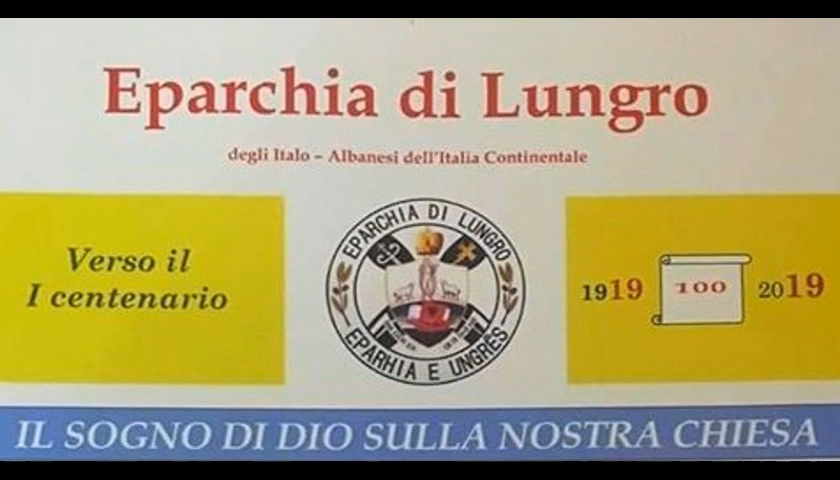 Eparchia di Lungro
degli Italo – Albanesi dell'Italia Continentale
Verso il
I centenario
EPARCHIA DI LUNGRO
EPARHIA E UNGRËS
1919 100 2019
IL SOGNO DI DIO SULLA NOSTRA CHIESA